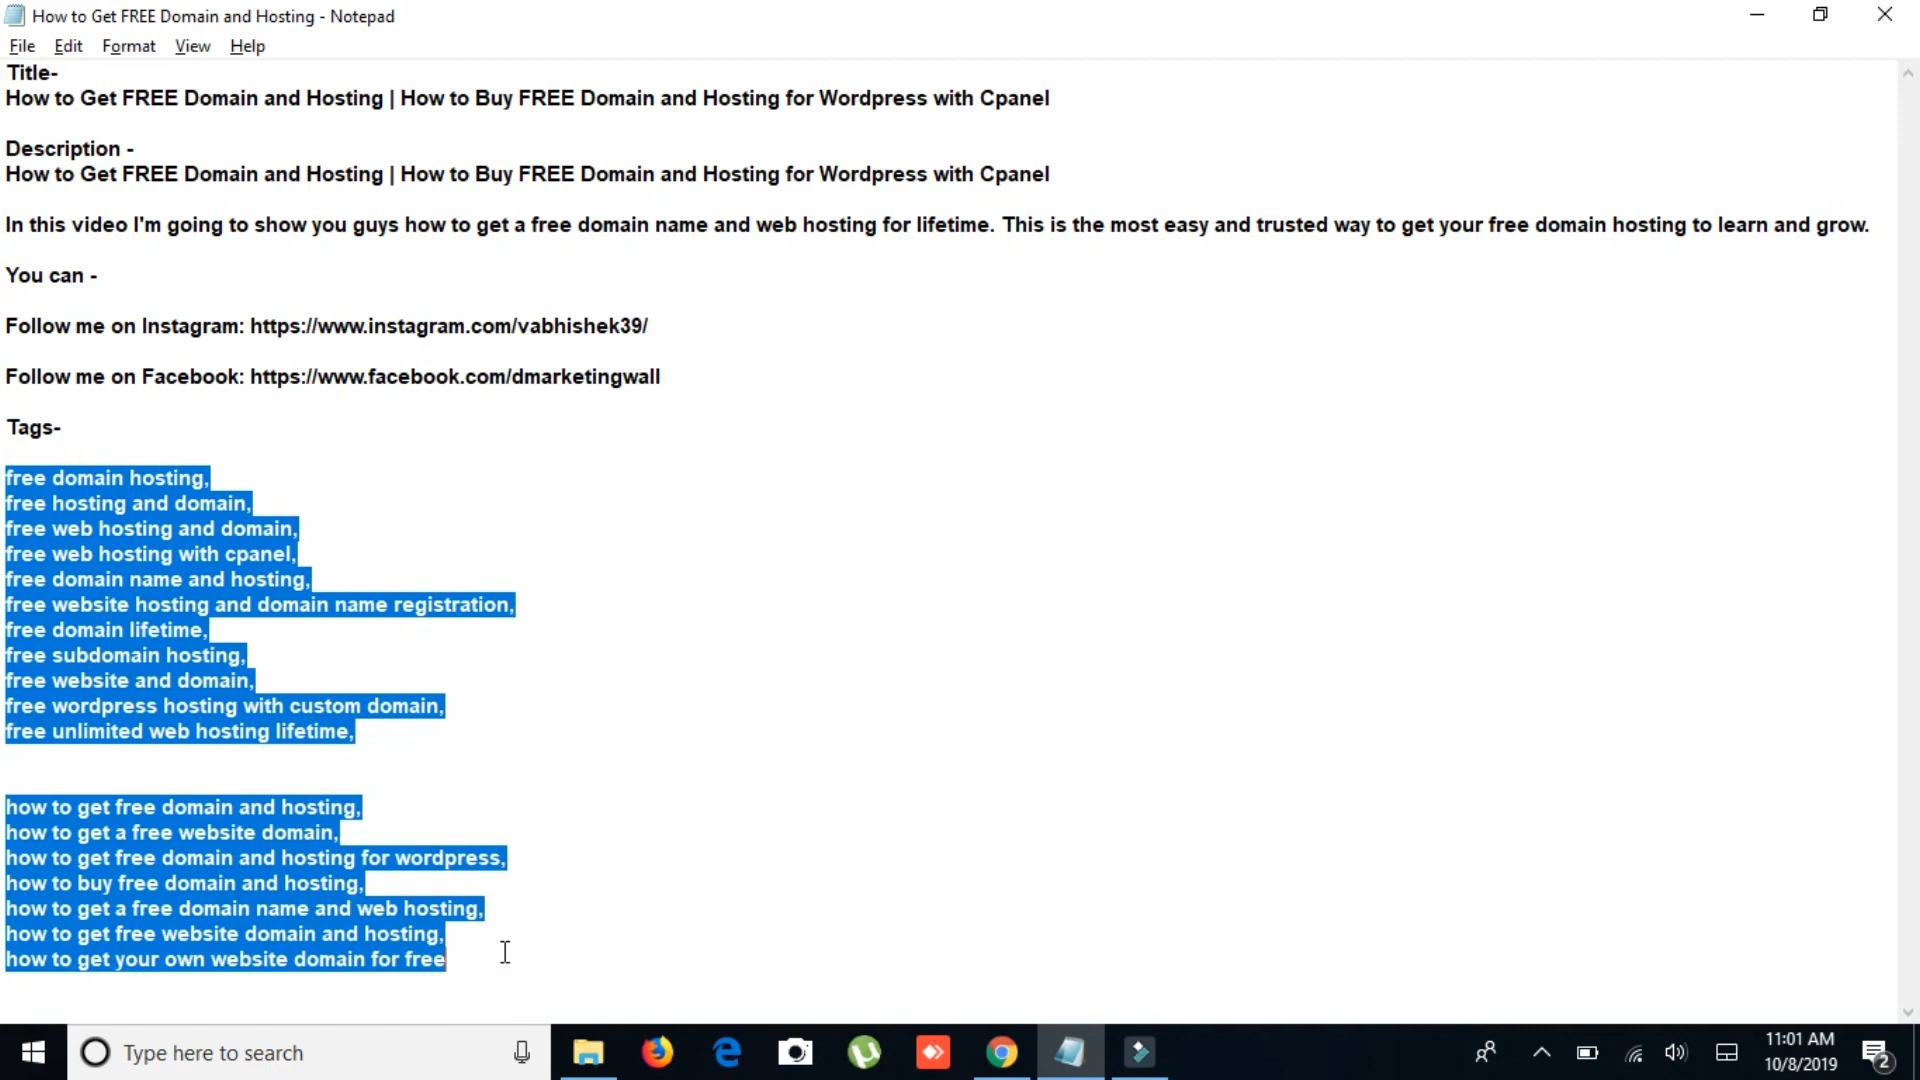 How to Get FREE Domain and Hosting - Notepad
File Edit Format View Help
Title-
How to Get FREE Domain and Hosting | How to Buy FREE Domain and Hosting for Wordpress with Cpanel
Description -
How to Get FREE Domain and Hosting | How to Buy FREE Domain and Hosting for Wordpress with Cpanel
In this video I'm going to show you guys how to get a free domain name and web hosting for lifetime. This is the most easy and trusted way to get your free domain hosting to learn and grow.
You can -
Follow me on Instagram: https://www.instagram.com/vabhishek39/
Follow me on Facebook: https://www.facebook.com/dmarketingwall
Tags-
free domain hosting,
free hosting and domain,
free web hosting and domain,
free web hosting with cpanel,
free domain name and hosting,
free website hosting and domain name registration,
free domain lifetime,
free subdomain hosting,
free website and domain,
free wordpress hosting with custom domain,
free unlimited web hosting lifetime,
how to get free domain and hosting,
how to get a free website domain,
how to get free domain and hosting for wordpress,
how to buy free domain and hosting,
how to get a free domain name and web hosting,
how to get free website domain and hosting,
how to get your own website domain for free
Type here to search
11:01 AM
10/8/2019
2